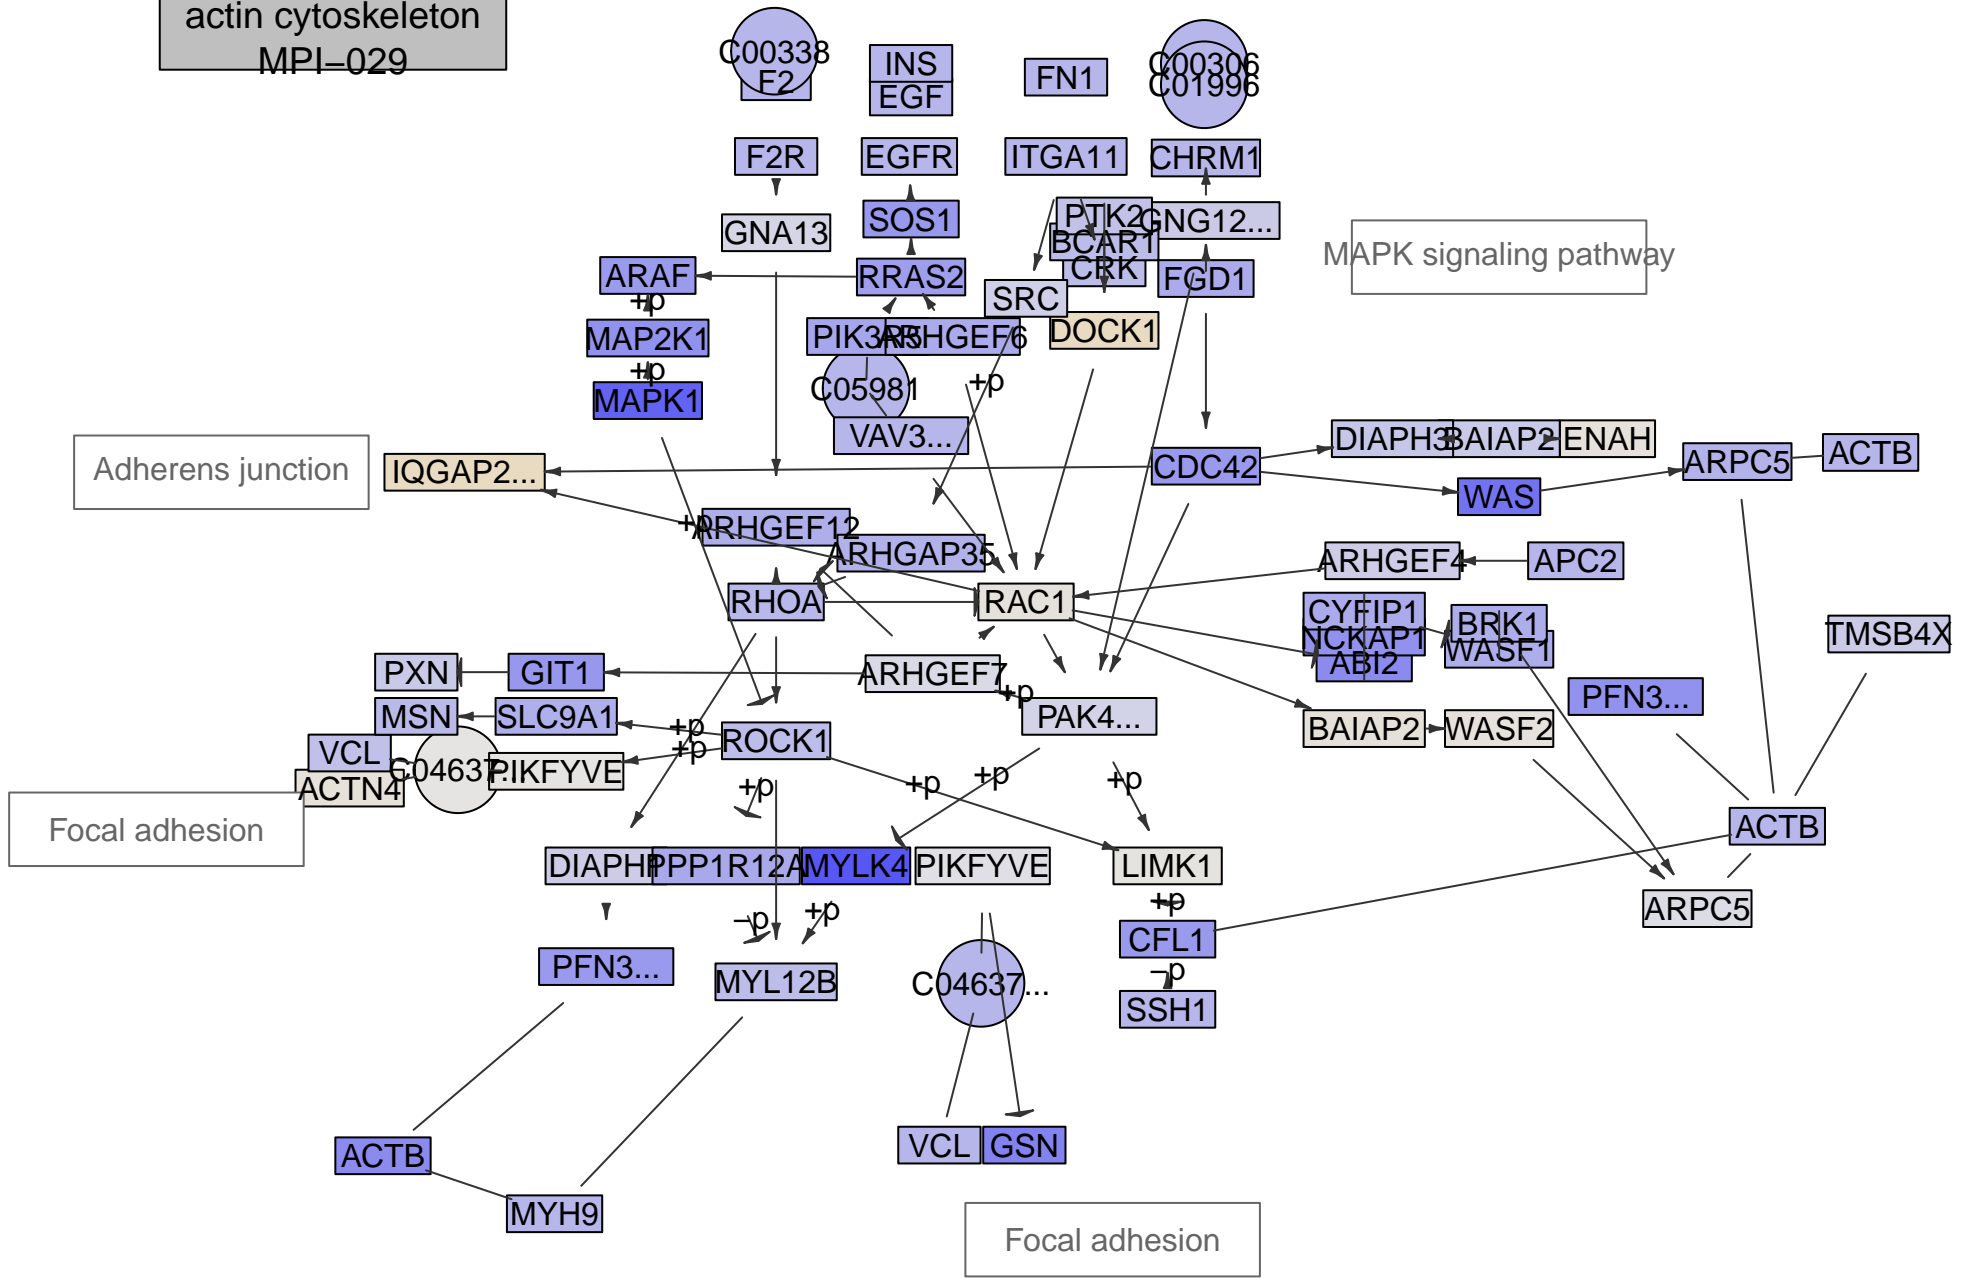 actin cytoskeleton
MPI−029
C00338
F2
INS
EGF
FN1
C00306
C01996
F2R
EGFR
ITGA11
CHRM1
GNA13
SOS1
PTK2
GNG12...
BCAR1
CRK
MAPK signaling pathway
ARAF
RRAS2
SRC
FGD1
+p
MAP2K1
ARHGEF6
DOCK1
+p
MAPK1
C05981
+p
VAV3...
DIAPH3
BAIAP2
ENAH
ARPC5
ACTB
Adherens junction
IQGAP2...
CDC42
WAS
+p
ARHGEF12
ARHGAP35
ARHGEF4
APC2
RHOA
RAC1
CYFIP1
BRK1
NCKAP1
WASF1
ABI2
TMSB4X
PXN
GIT1
ARHGEF7
+p
PFN3...
MSN
SLC9A1
+p
PAK4...
BAIAP2
WASF2
VCL
ROCK1
+p
C04637...
PIKFYVE
ACTN4
+p
+p
+p
+p
Focal adhesion
ACTB
PPP1R12A
MYLK4
PIKFYVE
LIMK1
−p
+p
+p
ARPC5
CFL1
PFN3...
MYL12B
C04637...
−p
SSH1
ACTB
VCL
GSN
MYH9
Focal adhesion